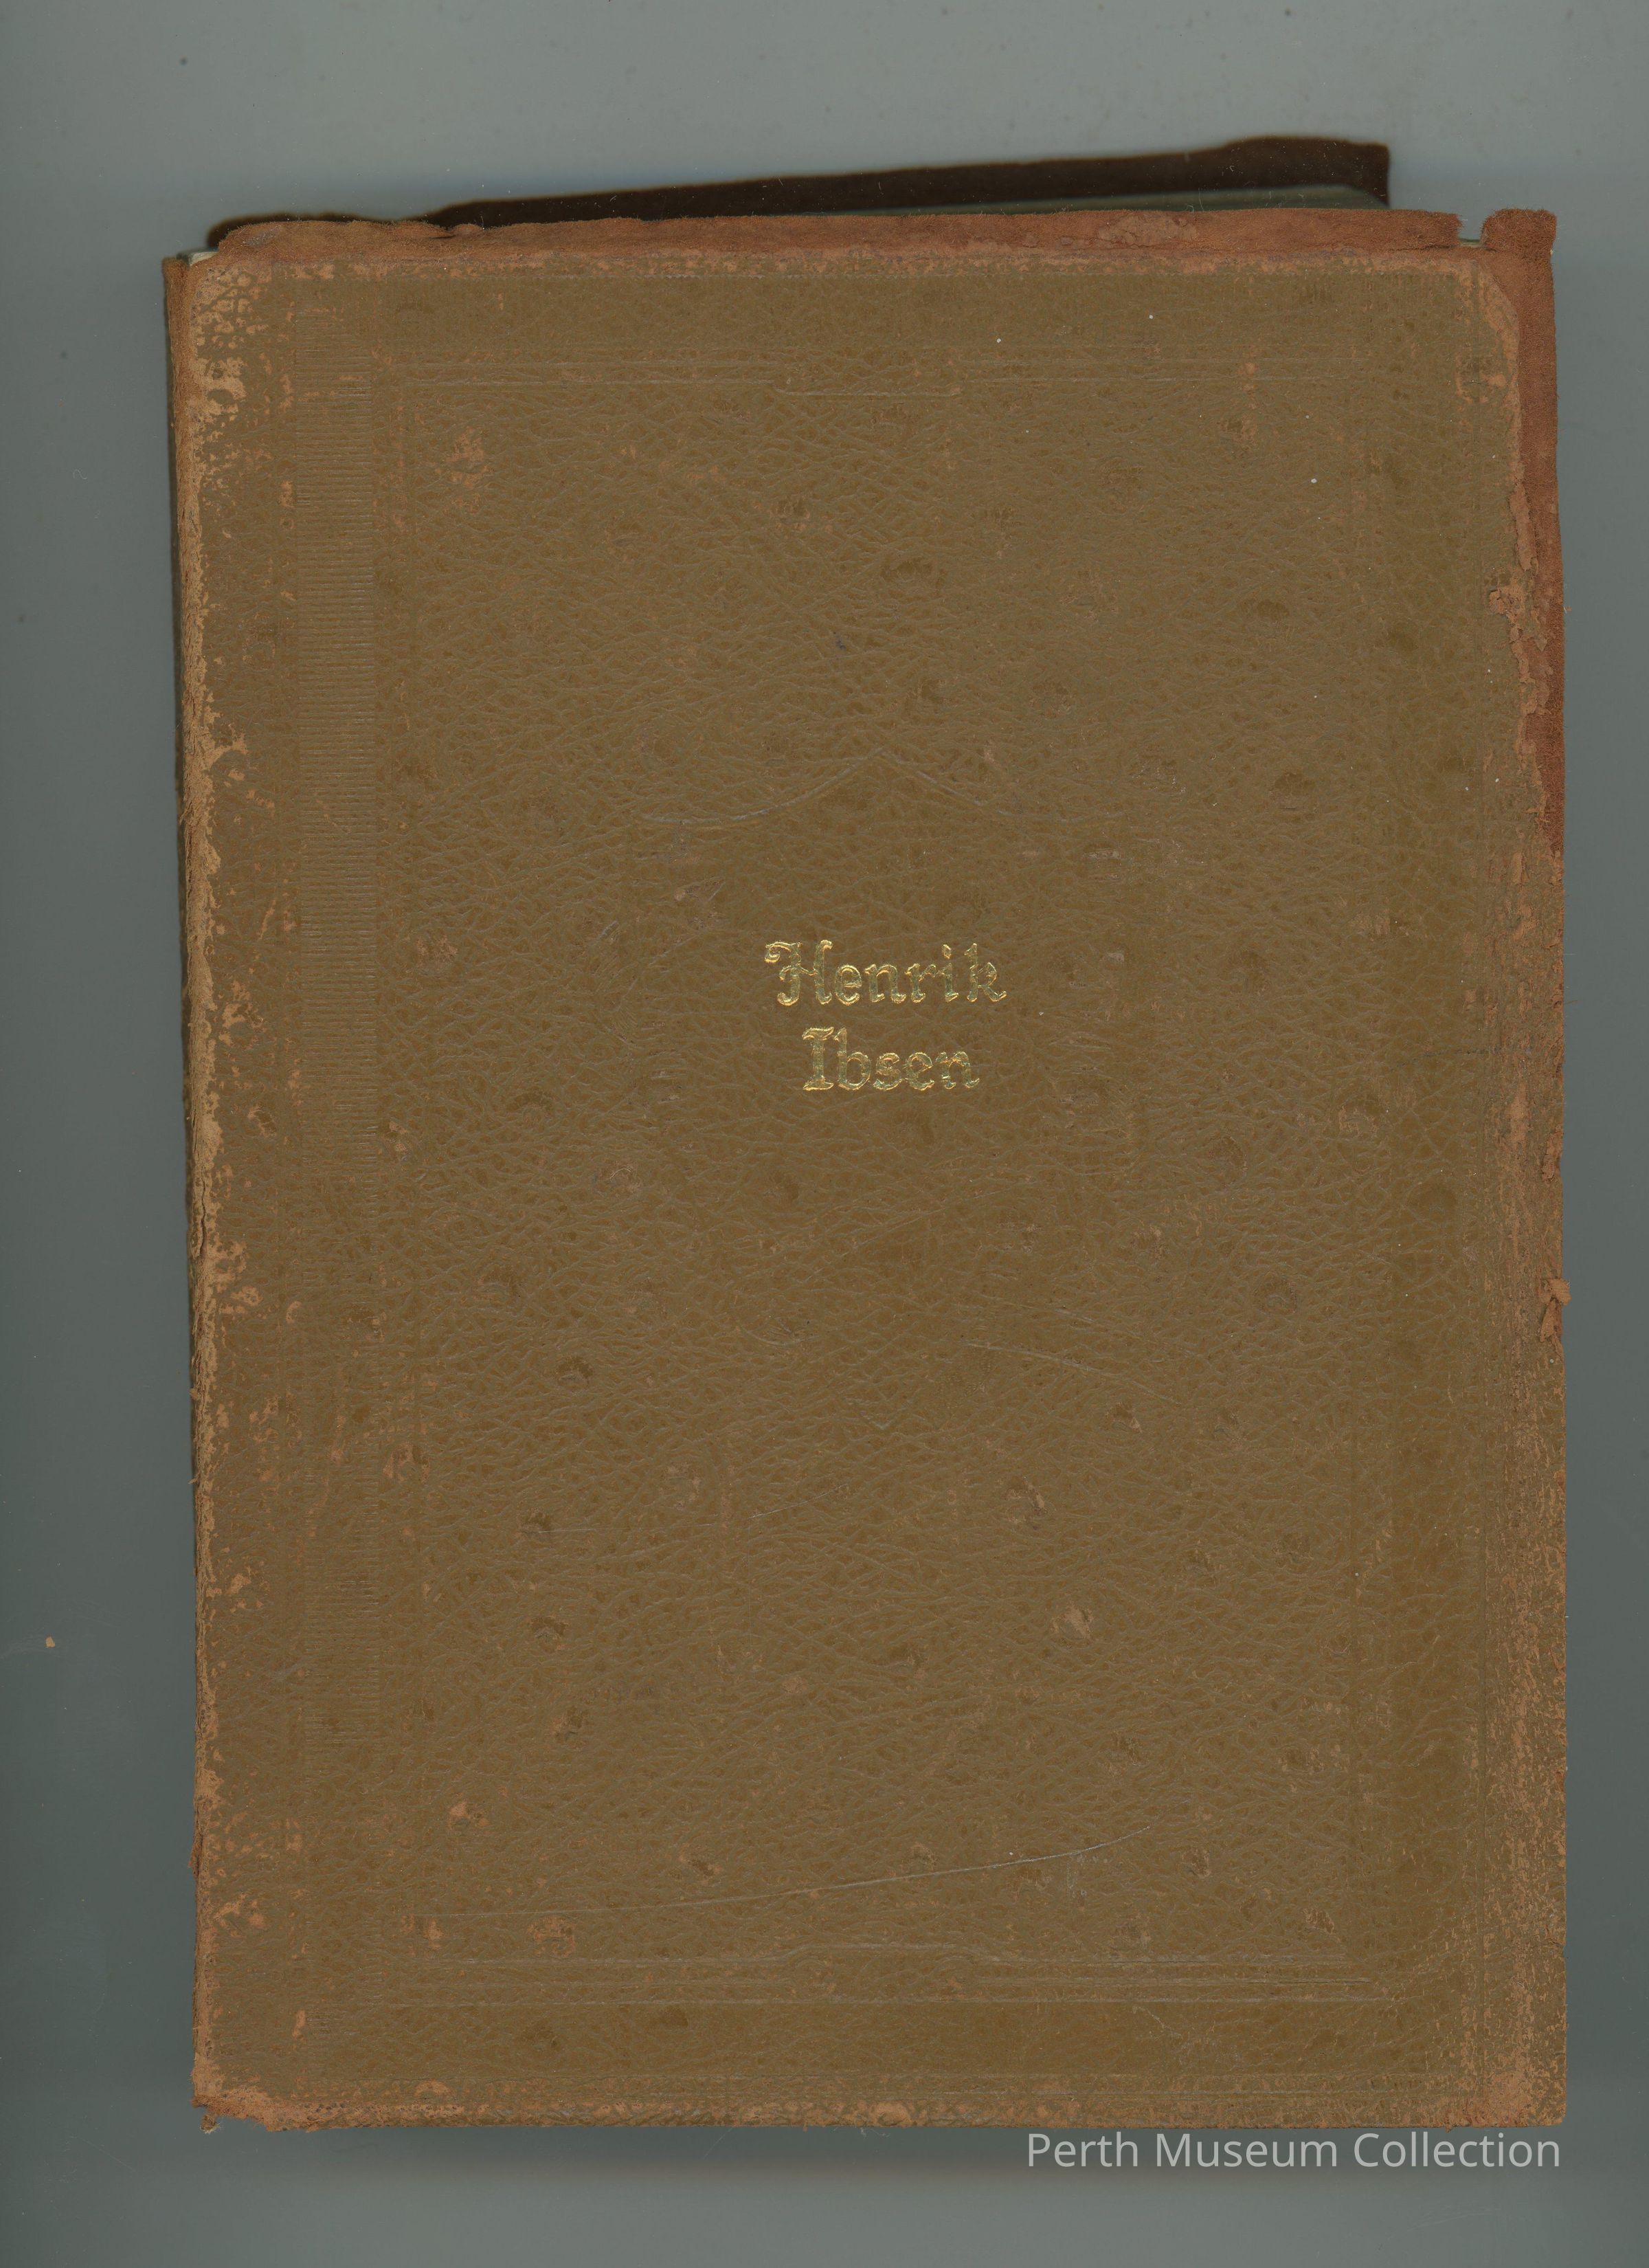 Henrik
Ibsen
Perth Museum Collection